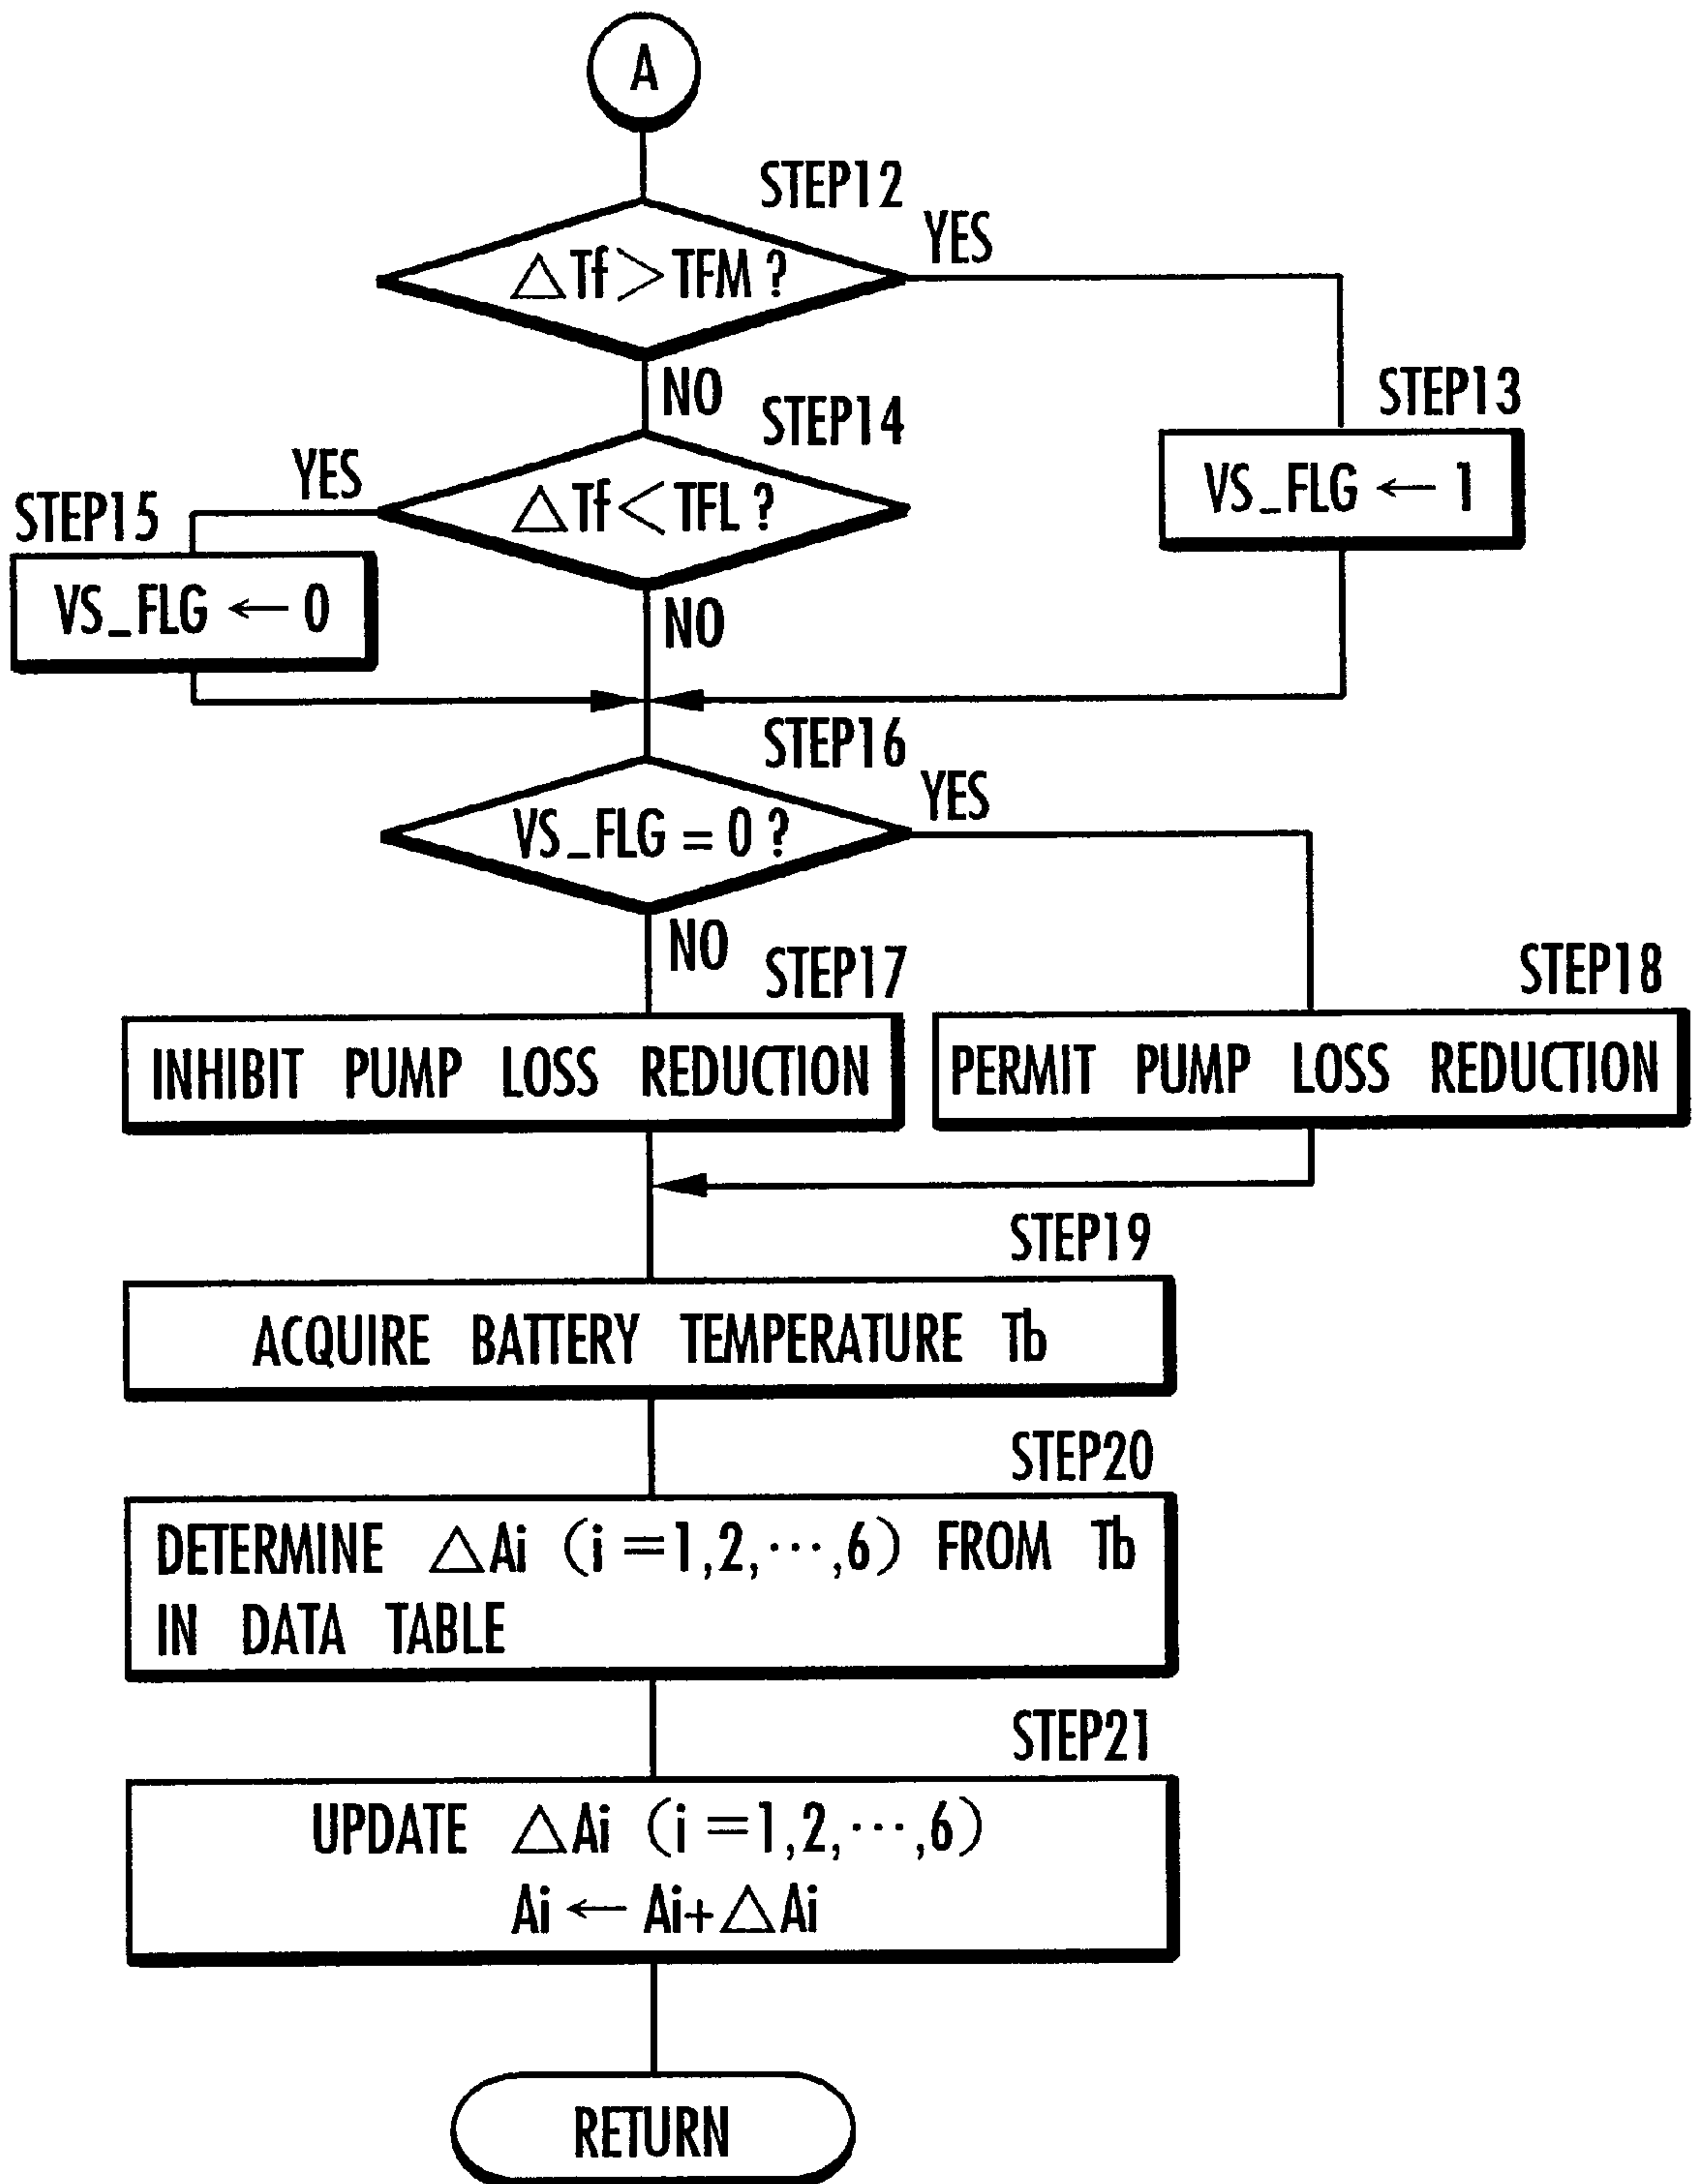 A
STEP12
△Tf>TFM?
YES
NO
STEP13
VS_FLG ← 1
STEP14
△Tf<TFL?
YES
STEP15
VS_FLG ← 0
NO
STEP16
VS_FLG = 0?
YES
NO
STEP17
INHIBIT PUMP LOSS REDUCTION
STEP18
PERMIT PUMP LOSS REDUCTION
STEP19
ACQUIRE BATTERY TEMPERATURE Tb
STEP20
DETERMINE △Ai (i=1,2,⋯,6) FROM Tb
IN DATA TABLE
STEP21
UPDATE △Ai (i=1,2,⋯,6)
Ai ← Ai+△Ai
RETURN